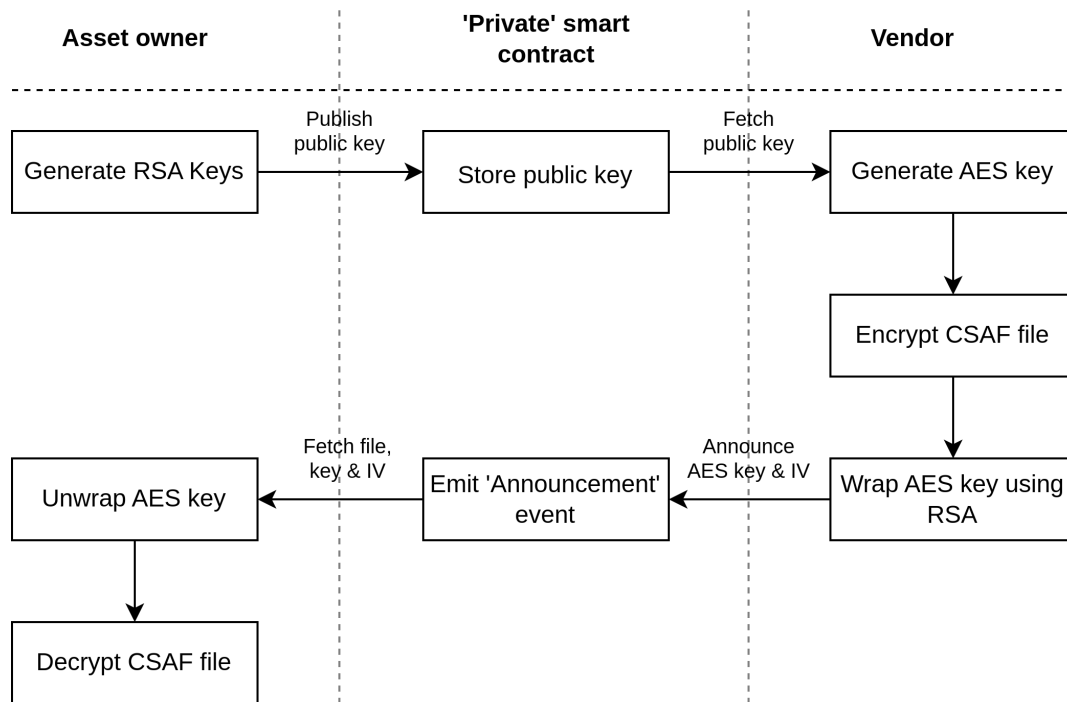 Asset owner
'Private' smart
contract
Vendor
Publish
public key
Fetch
public key
Generate RSA Keys
Store public key
Generate AES key
Encrypt CSAF file
Fetch file,
key & IV
Announce
AES key & IV
Unwrap AES key
Emit 'Announcement'
event
Wrap AES key using
RSA
Decrypt CSAF file